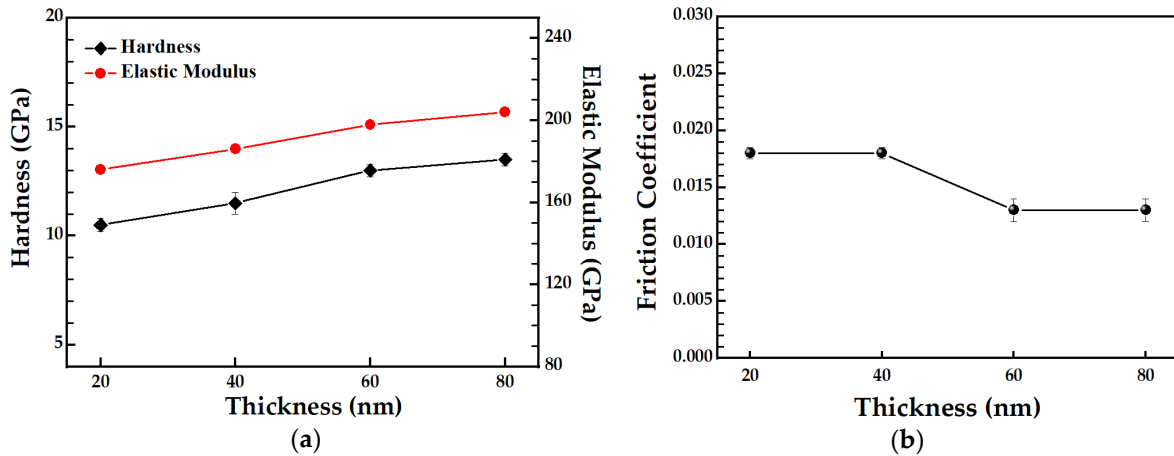 20
15
10
5
Hardness (GPa)
Hardness
Elastic Modulus
240
200
160
120
80
Elastic Modulus (GPa)
20 40 60 80
Thickness (nm)
(a)
0.030
0.025
0.020
0.015
0.010
0.005
0.000
Friction Coefficient
20 40 60 80
Thickness (nm)
(b)